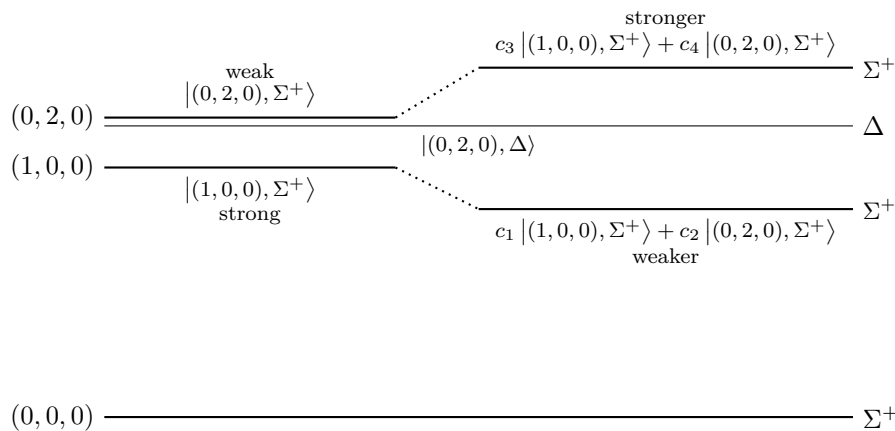 stronger
c₃ |(1, 0, 0), Σ⁺⟩ + c₄ |(0, 2, 0), Σ⁺⟩
Σ⁺
weak
|(0, 2, 0), Σ⁺⟩
(0, 2, 0)
Δ
|(0, 2, 0), Δ⟩
(1, 0, 0)
|(1, 0, 0), Σ⁺⟩
strong
Σ⁺
c₁ |(1, 0, 0), Σ⁺⟩ + c₂ |(0, 2, 0), Σ⁺⟩
weaker
(0, 0, 0)
Σ⁺